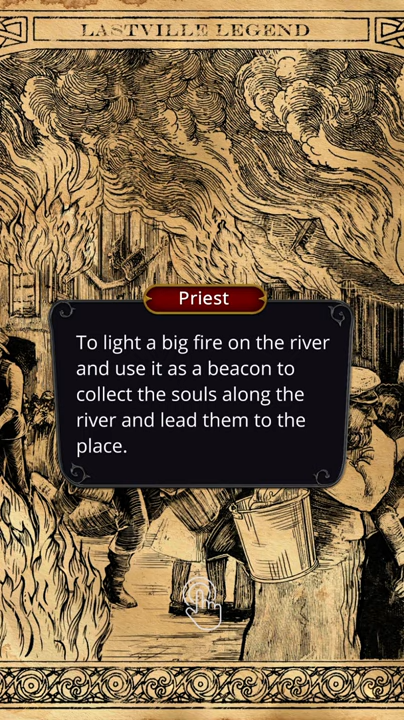 LASTVILLE LEGEND
Priest
To light a big fire on the river
and use it as a beacon to
collect the souls along the
river and lead them to the
place.